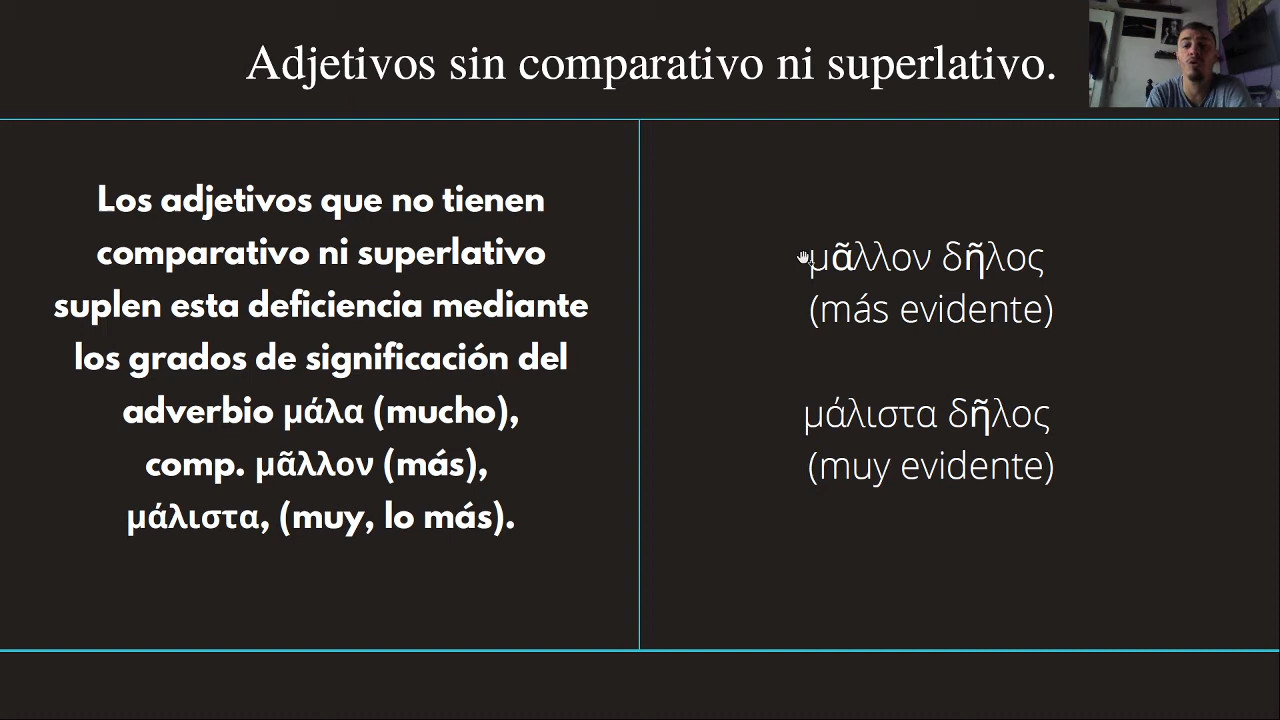 Adjetivos sin comparativo ni superlativo.
Los adjetivos que no tienen
comparativo ni superlativo
suplen esta deficiencia mediante
los grados de significación del
adverbio μάλα (mucho),
comp. μᾶλλον (más),
μάλιστα, (muy, lo más).
μᾶλλον δῆλος
(más evidente)
μάλιστα δῆλος
(muy evidente)